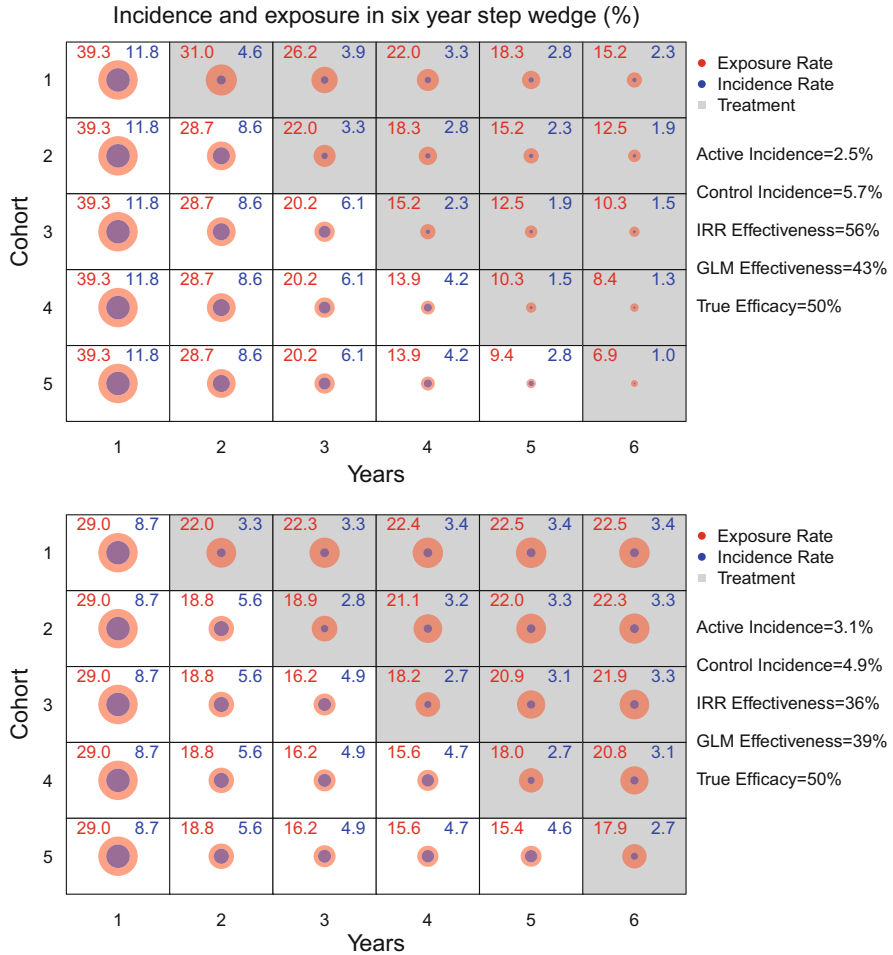 Incidence and exposure in six year step wedge (%)
39.3 11.8 31.0 4.6 26.2 3.9 22.0 3.3 18.3 2.8 15.2 2.3
1
39.3 11.8 28.7 8.6 22.0 3.3 18.3 2.8 15.2 2.3 12.5 1.9
2
39.3 11.8 28.7 8.6 20.2 6.1 15.2 2.3 12.5 1.9 10.3 1.5
3
39.3 11.8 28.7 8.6 20.2 6.1 13.9 4.2 10.3 1.5 8.4 1.3
4
39.3 11.8 28.7 8.6 20.2 6.1 13.9 4.2 9.4 2.8 6.9 1.0
5
Cohort
1 2 3 4 5 6
Years
Exposure Rate
Incidence Rate
Treatment
Active Incidence=2.5%
Control Incidence=5.7%
IRR Effectiveness=56%
GLM Effectiveness=43%
True Efficacy=50%
29.0 8.7 22.0 3.3 22.3 3.3 22.4 3.4 22.5 3.4 22.5 3.4
1
29.0 8.7 18.8 5.6 18.9 2.8 21.1 3.2 22.0 3.3 22.3 3.3
2
29.0 8.7 18.8 5.6 16.2 4.9 18.2 2.7 20.9 3.1 21.9 3.3
3
29.0 8.7 18.8 5.6 16.2 4.9 15.6 4.7 18.0 2.7 20.8 3.1
4
29.0 8.7 18.8 5.6 16.2 4.9 15.6 4.7 15.4 4.6 17.9 2.7
5
Cohort
1 2 3 4 5 6
Years
Exposure Rate
Incidence Rate
Treatment
Active Incidence=3.1%
Control Incidence=4.9%
IRR Effectiveness=36%
GLM Effectiveness=39%
True Efficacy=50%